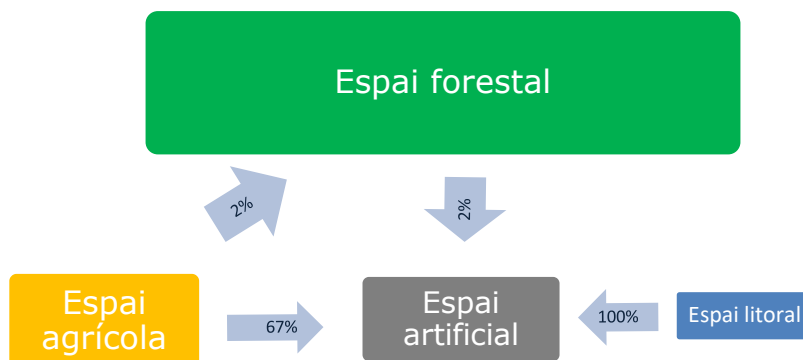 Espai forestal
2%
2%
Espai
agrícola
67%
Espai
artificial
100%
Espai litoral